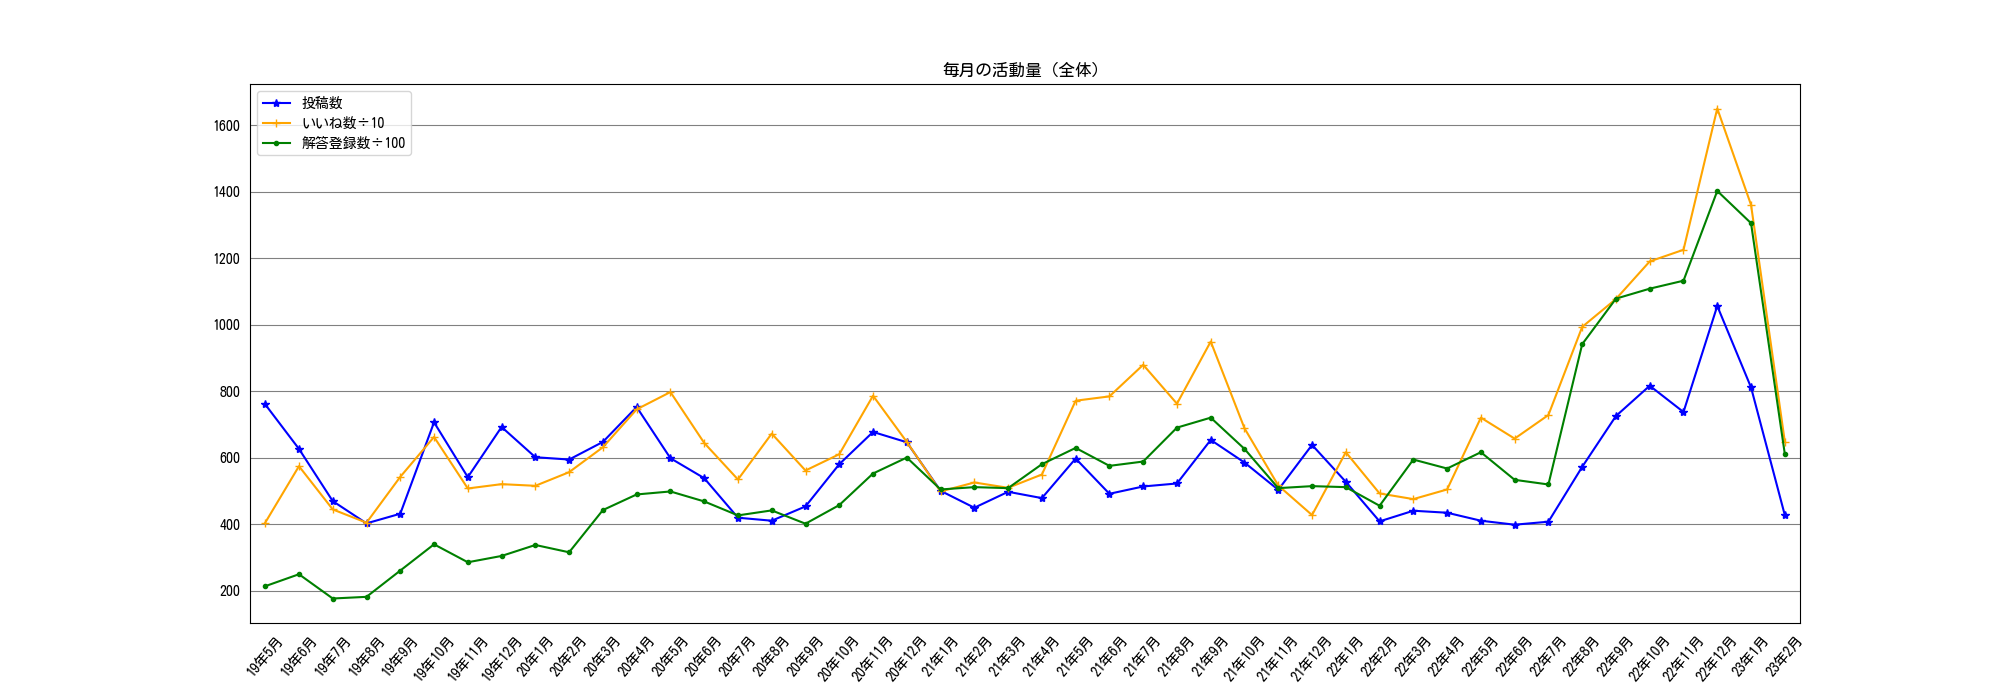 毎月の活動量（全体）
投稿数
いいね数÷10
解答登録数÷100
1600
1400
1200
1000
800
600
400
200
19年5月
19年6月
19年7月
19年8月
19年9月
19年10月
19年11月
19年12月
20年1月
20年2月
20年3月
20年4月
20年5月
20年6月
20年7月
20年8月
20年9月
20年10月
20年11月
20年12月
21年1月
21年2月
21年3月
21年4月
21年5月
21年6月
21年7月
21年8月
21年9月
21年10月
21年11月
21年12月
22年1月
22年2月
22年3月
22年4月
22年5月
22年6月
22年7月
22年8月
22年9月
22年10月
22年11月
22年12月
23年1月
23年2月